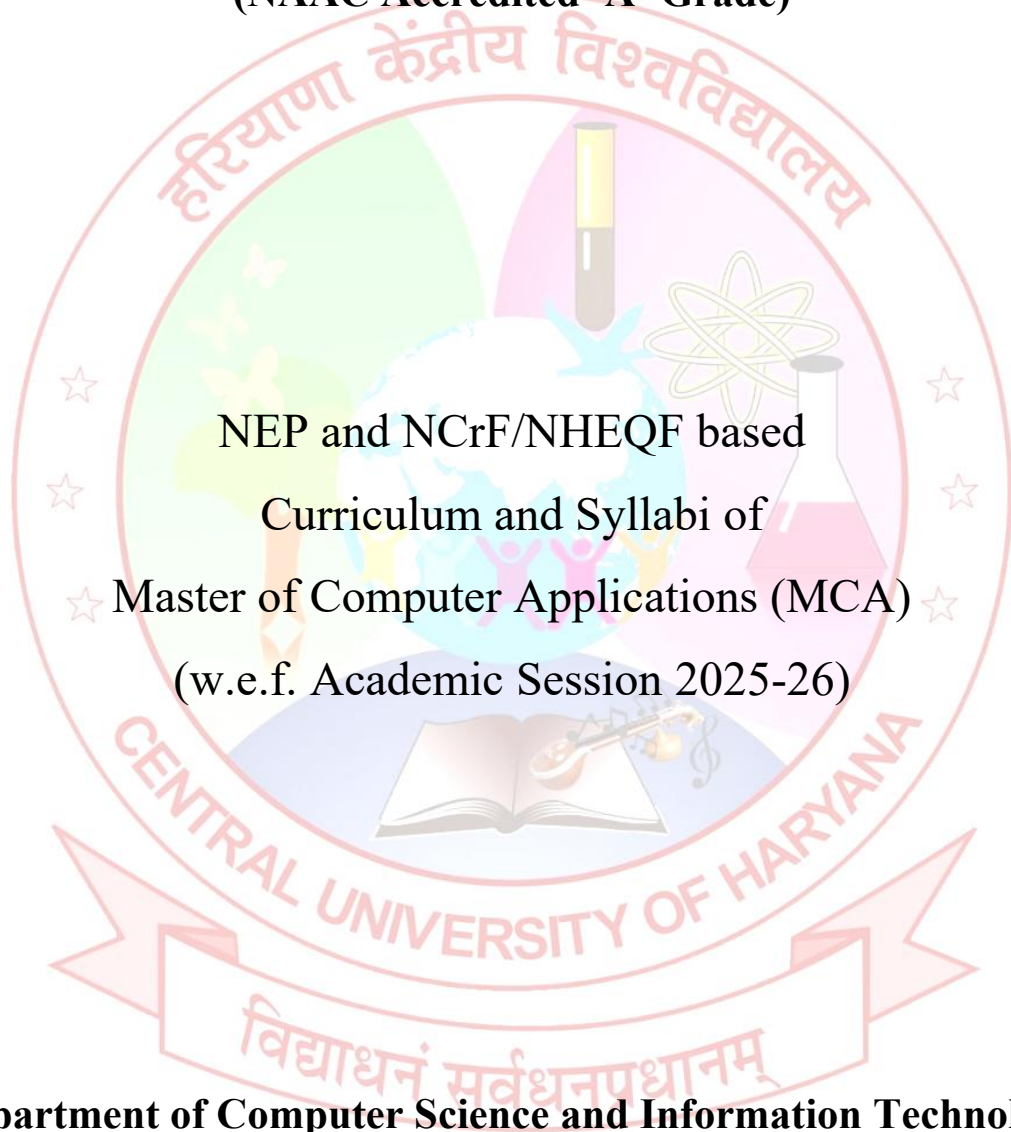 (NAAC Accredited 'A' Grade)
हरियाणा केंद्रीय विश्वविद्यालय
NEP and NCrF/NHEQF based
Curriculum and Syllabi of
Master of Computer Applications (MCA)
(w.e.f. Academic Session 2025-26)
CENTRAL UNIVERSITY OF HARYANA
विद्याधनं सर्वधनप्रधानम्
partment of Computer Science and Information Technol